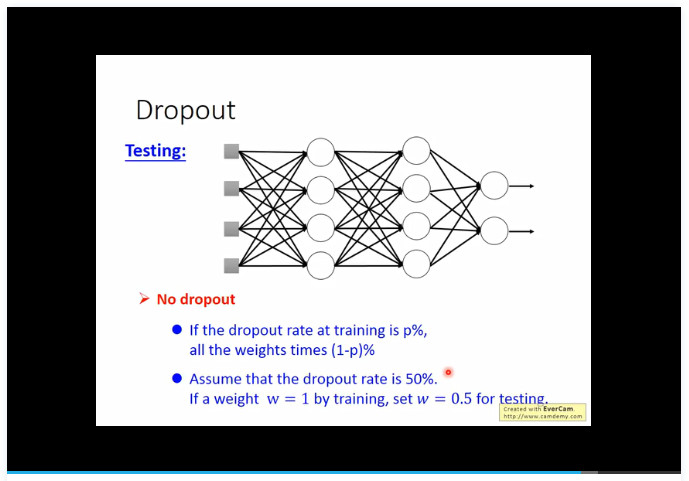 Dropout
Testing:
➢ No dropout
● If the dropout rate at training is p%,
all the weights times (1-p)%
● Assume that the dropout rate is 50%.
If a weight w = 1 by training, set 𝑤 = 0.5 for testing.
Created with EverCam.
http://www.camdemy.com